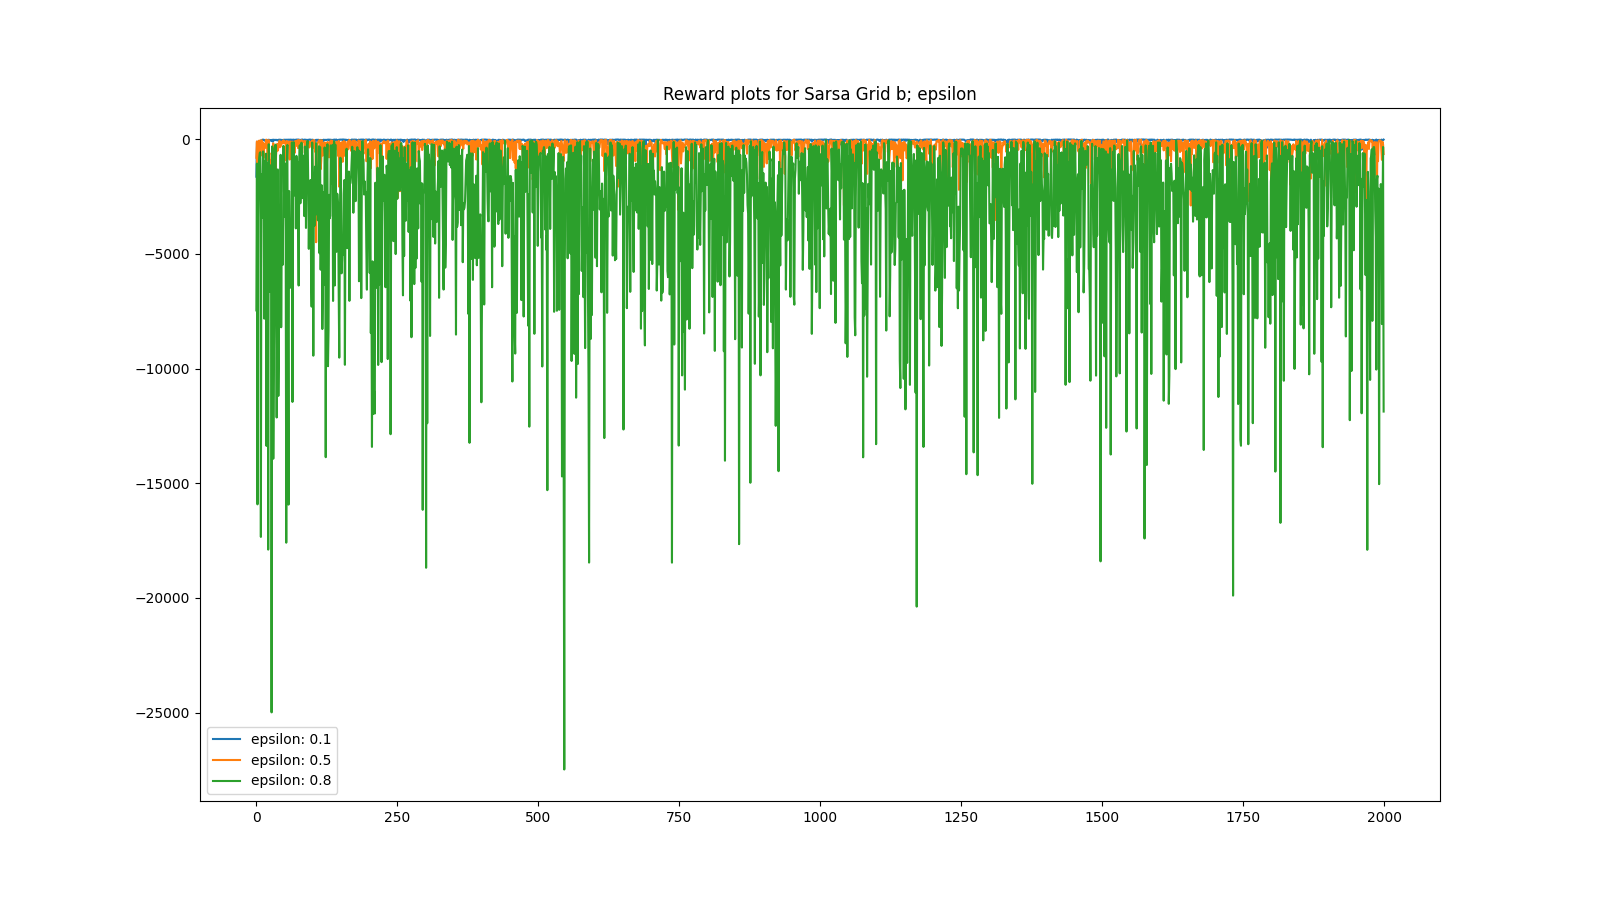 Reward plots for Sarsa Grid b; epsilon
0
−5000
−10000
−15000
−20000
−25000
epsilon: 0.1
epsilon: 0.5
epsilon: 0.8
0 250 500 750 1000 1250 1500 1750 2000